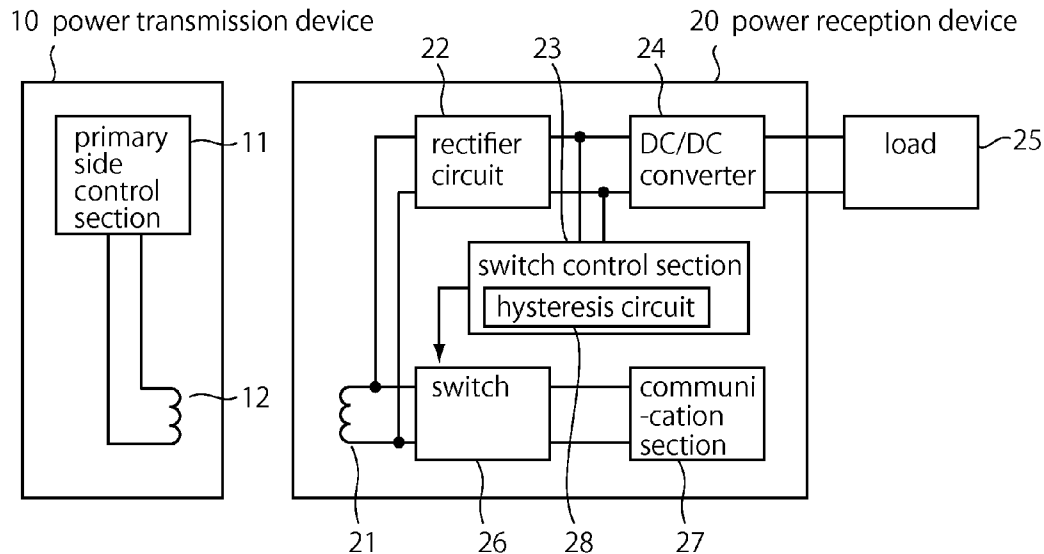 10 power transmission device
20 power reception device
22
23
24
primary
side
control
section
11
rectifier
circuit
DC/DC
converter
load
25
switch control section
hysteresis circuit
12
switch
communi
-cation
section
21
26
28
27